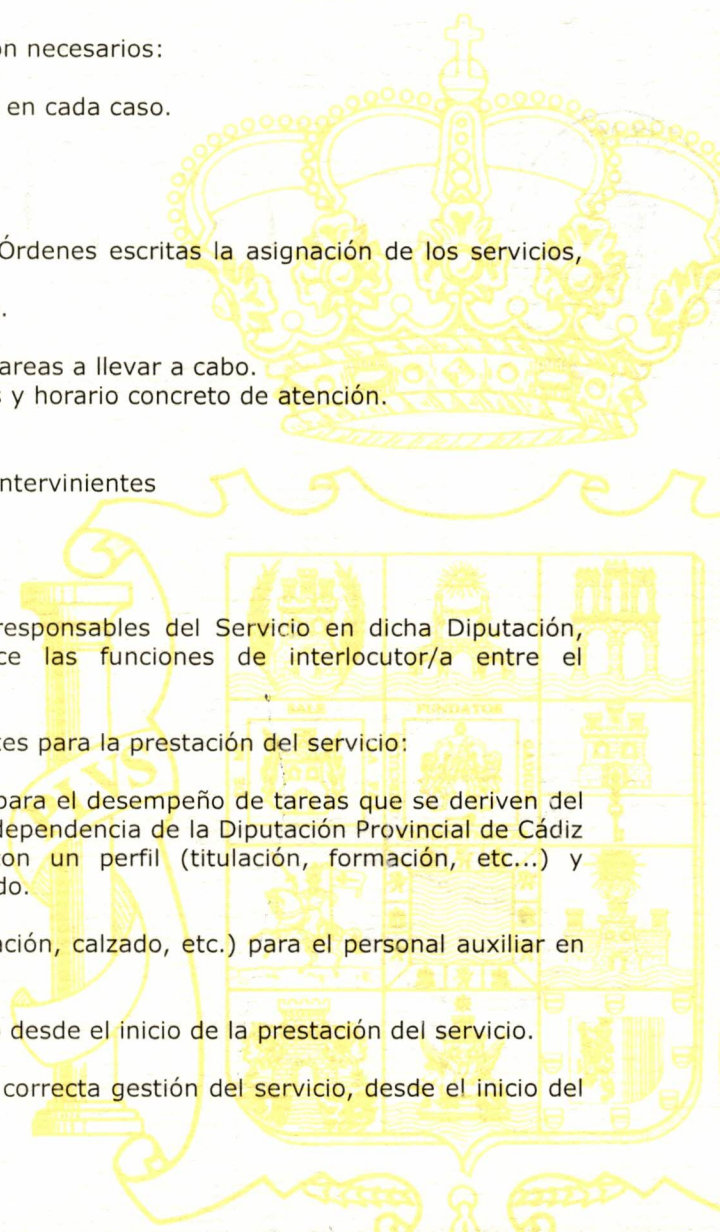 on necesarios:
en cada caso.
Órdenes escritas la asignación de los servicios,
.
areas a llevar a cabo.
s y horario concreto de atención.
ntervinientes
responsables del Servicio en dicha Diputación,
ce las funciones de interlocutor/a entre el
SALE FUNDATOS
tes para la prestación del servicio:
para el desempeño de tareas que se deriven del
dependencia de la Diputación Provincial de Cádiz
on un perfil (titulación, formación, etc...) y
do.
ación, calzado, etc.) para el personal auxiliar en
desde el inicio de la prestación del servicio.
correcta gestión del servicio, desde el inicio del